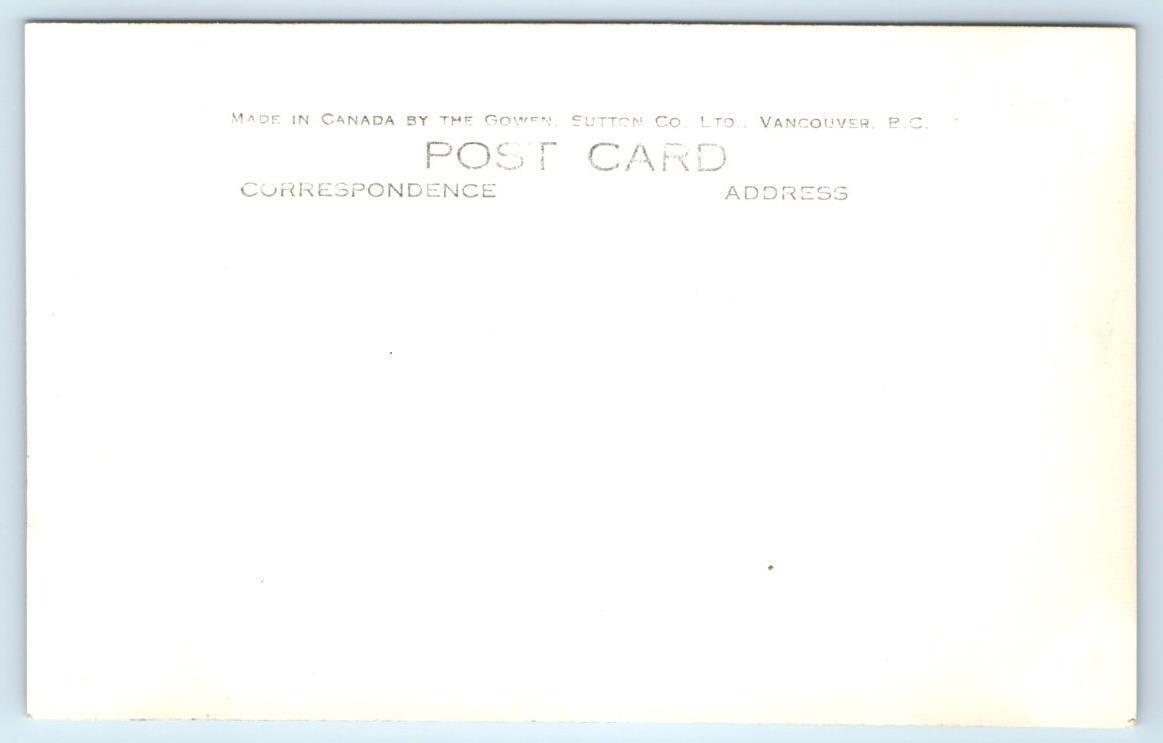 MADE IN CANADA BY THE GOWEN, SUTTON CO. LTD., VANCOUVER, B.C.
POST CARD
CORRESPONDENCE ADDRESS